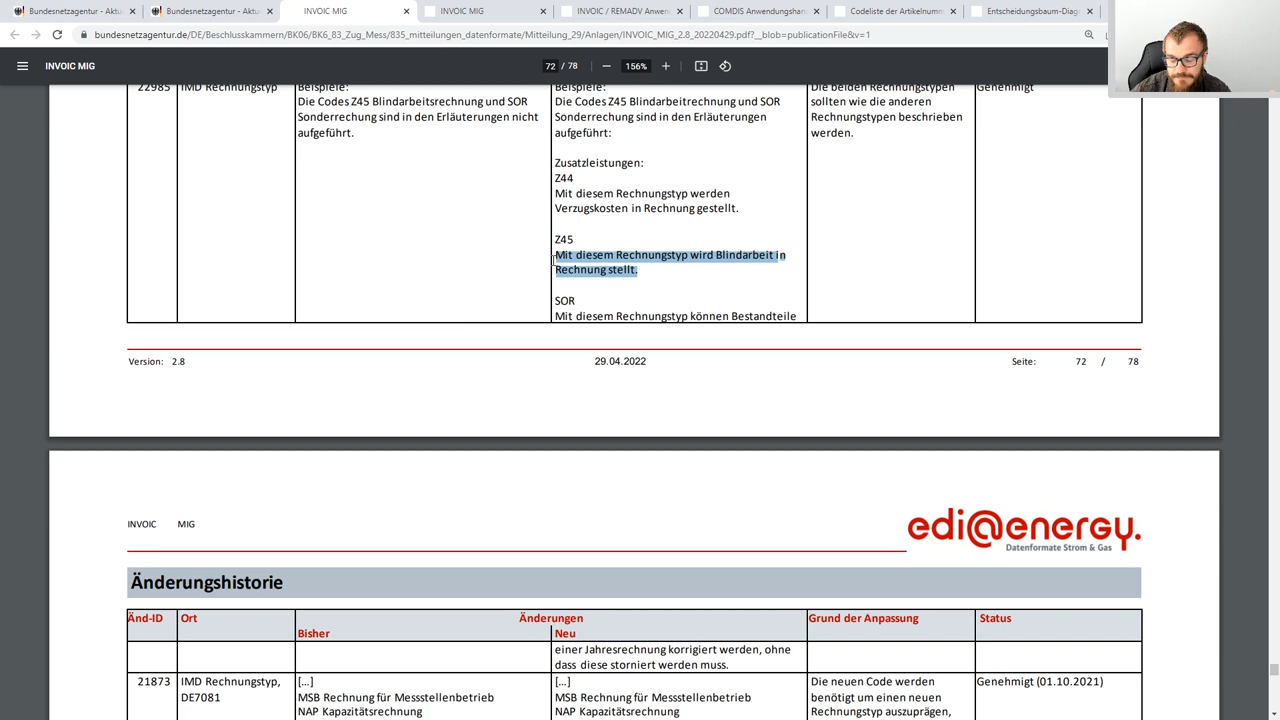 Bundesnetzagentur - Aktu
Bundesnetzagentur - Aktu
INVOIC MIG
INVOIC MIG
INVOIC / REMADV Anwen
COMDIS Anwendungshan
Codeliste der Artikelnumm
Entscheidungsbaum-Diag
bundesnetzagentur.de/DE/Beschlusskammern/BK06/BK6_83_Zug_Mess/835_mitteilungen_datenformate/Mitteilung_29/Anlagen/INVOIC_MIG_2.8_20220429.pdf?__blob=publicationFile&v=1
INVOIC MIG
72 / 78
156%
22985
IMD Rechnungstyp
Beispiele:
Die Codes Z45 Blindarbeitsrechnung und SOR
Sonderrechung sind in den Erläuterungen nicht
aufgeführt.
Beispiele:
Die Codes Z45 Blindarbeitrechnung und SOR
Sonderrechung sind in den Erläuterungen
aufgeführt:
Zusatzleistungen:
Z44
Mit diesem Rechnungstyp werden
Verzugskosten in Rechnung gestellt.
Z45
Mit diesem Rechnungstyp wird Blindarbeit in
Rechnung stellt.
SOR
Mit diesem Rechnungstyp können Bestandteile
Die beiden Rechnungstypen
sollten wie die anderen
Rechnungstypen beschrieben
werden.
Genehmigt
Version: 2.8
29.04.2022
Seite: 72 / 78
INVOIC MIG
edi@energy.
Datenformate Strom & Gas
Änderungshistorie
Änd-ID
Ort
Änderungen
Bisher
Neu
Grund der Anpassung
Status
einer Jahresrechnung korrigiert werden, ohne
dass diese storniert werden muss.
21873
IMD Rechnungstyp,
DE7081
[...]
MSB Rechnung für Messstellenbetrieb
NAP Kapazitätsrechnung
[...]
MSB Rechnung für Messstellenbetrieb
NAP Kapazitätsrechnung
Die neuen Code werden
benötigt um einen neuen
Rechnungstyp auszuprägen,
Genehmigt (01.10.2021)